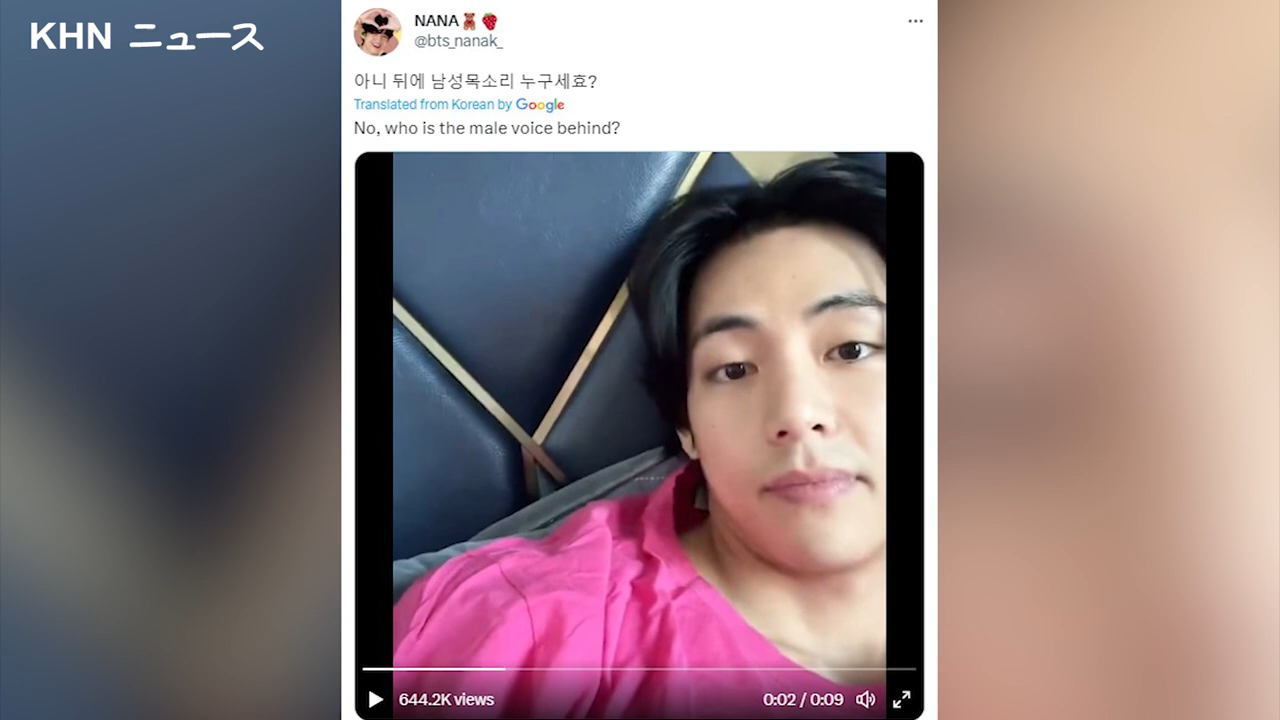 KHN ニュース
NANA🧸🍓
@bts_nanak_
아니 뒤에 남성목소리 누구세효?
Translated from Korean by Google
No, who is the male voice behind?
644.2K views
0:02 / 0:09